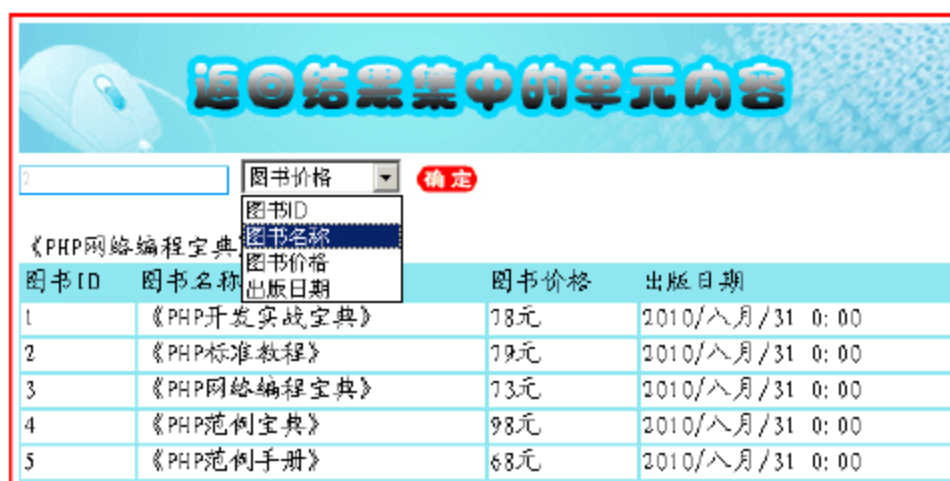 返回结果集中的单元内容
2 图书价格 确定
图书ID
图书名称
图书价格
出版日期
《PHP网络编程宝典
图书ID 图书名称 图书价格 出版日期
1 《PHP开发实战宝典》 78元 2010/八月/31 0:00
2 《PHP标准教程》 79元 2010/八月/31 0:00
3 《PHP网络编程宝典》 73元 2010/八月/31 0:00
4 《PHP范例宝典》 98元 2010/八月/31 0:00
5 《PHP范例手册》 68元 2010/八月/31 0:00